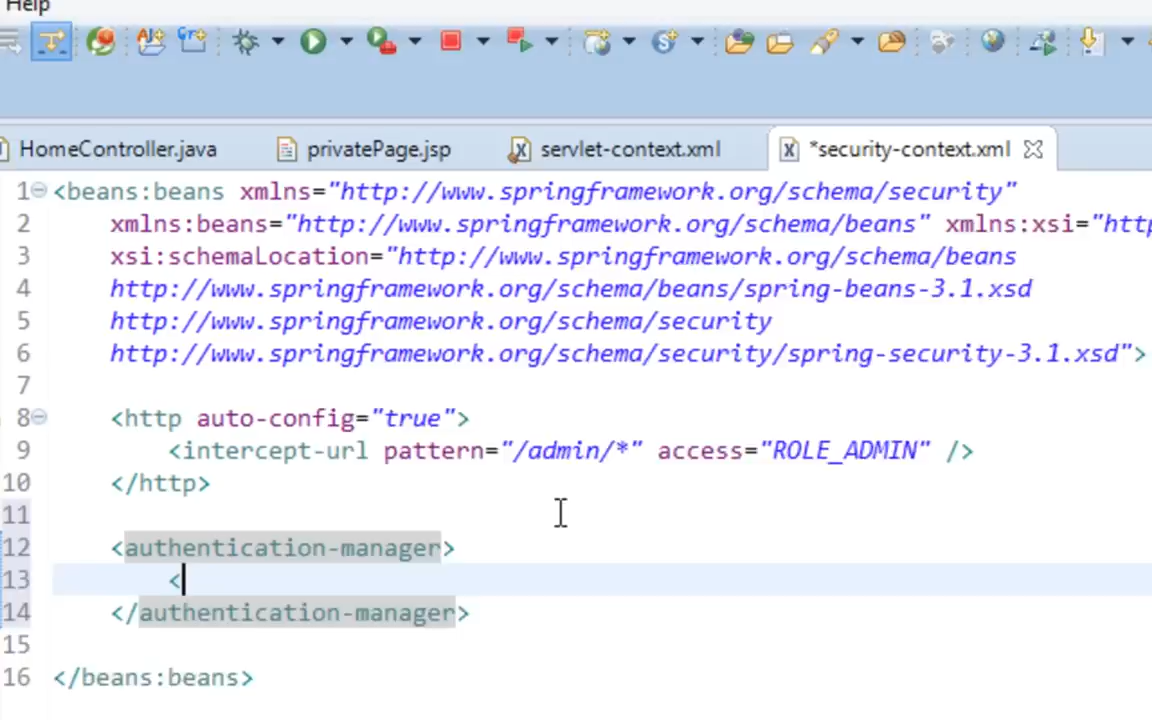 Help
HomeController.java privatePage.jsp servlet-context.xml *security-context.xml
1 <beans:beans xmlns="http://www.springframework.org/schema/security"
2 xmlns:beans="http://www.springframework.org/schema/beans" xmlns:xsi="http
3 xsi:schemaLocation="http://www.springframework.org/schema/beans
4 http://www.springframework.org/schema/beans/spring-beans-3.1.xsd
5 http://www.springframework.org/schema/security
6 http://www.springframework.org/schema/security/spring-security-3.1.xsd">
7
8 <http auto-config="true">
9 <intercept-url pattern="/admin/*" access="ROLE_ADMIN" />
10 </http>
11
12 <authentication-manager>
13 <
14 </authentication-manager>
15
16 </beans:beans>